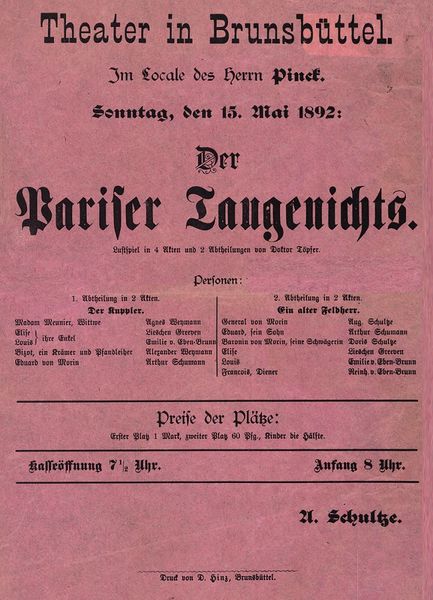 Theater in Brunsbüttel.
Im Locale des Herrn Pinck.
Sonntag, den 15. Mai 1892:
Der
Pariser Taugenichts.
Lustspiel in 4 Akten und 2 Abtheilungen von Doktor Töpfer.
Personen:
1. Abtheilung in 2 Akten.
Der Kuppler.
Madam Meunier, Wittwe Agnes Weymann
Elise Lieschen Greeven
Louis } ihre Enkel Emilie v. Eben-Brunn
Bizot, ein Krämer und Pfandleiher Alexander Weymann
Eduard von Morin Arthur Schumann
2. Abtheilung in 2 Akten.
Ein alter Feldherr.
General von Morin Aug. Schultze
Eduard, sein Sohn Arthur Schumann
Baronin von Morin, seine Schwägerin Doris Schultze
Elise Lieschen Greeven
Louis Emilie v. Eben-Brunn
Francois, Diener Reinh. v. Eben-Brunn
Preise der Plätze:
Erster Platz 1 Mark, zweiter Platz 60 Pfg., Kinder die Hälfte.
Kasseöffnung 7 1/2 Uhr. Anfang 8 Uhr.
A. Schultze.
Druck von D. Hinz, Brunsbüttel.